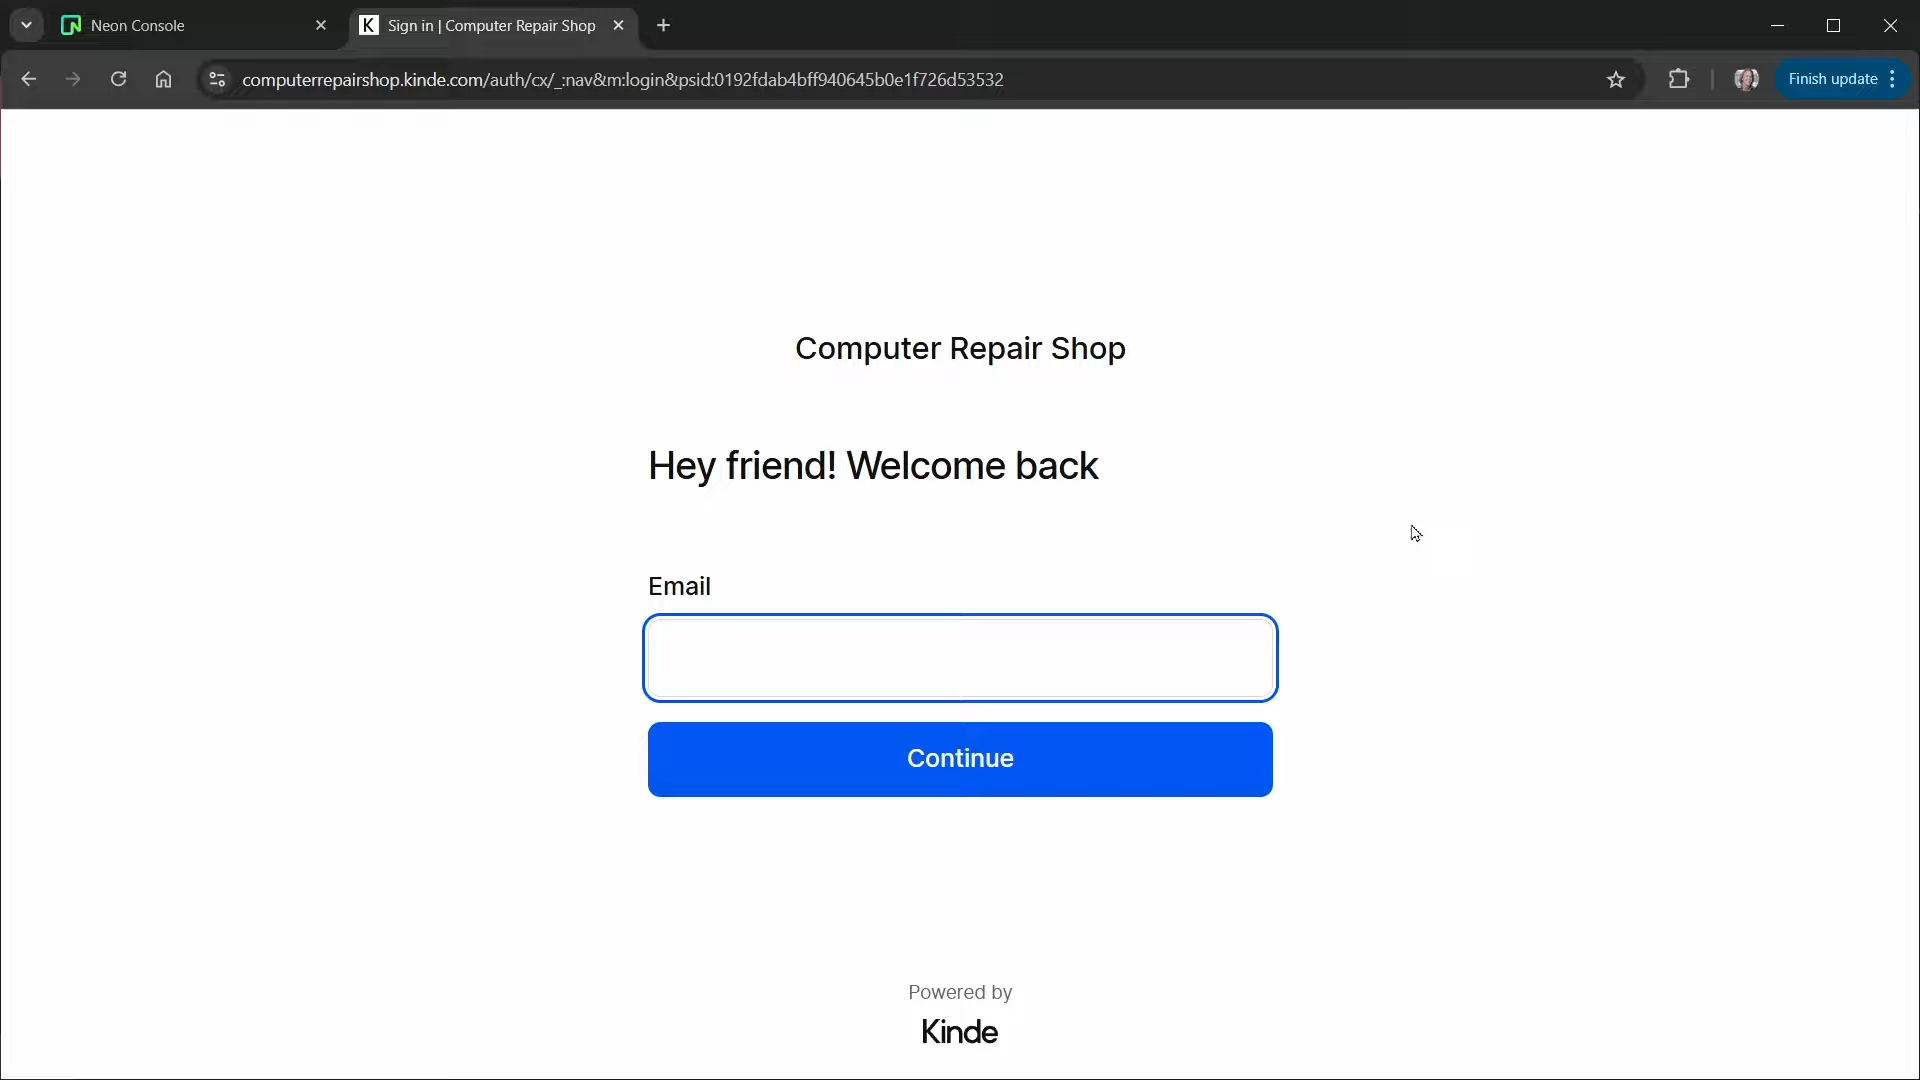 Neon Console
Sign in | Computer Repair Shop
computerrepairshop.kinde.com/auth/cx/_:nav&m:login&psid:0192fdab4bff940645b0e1f726d53532
Finish update
Computer Repair Shop
Hey friend! Welcome back
Email
Continue
Powered by
Kinde